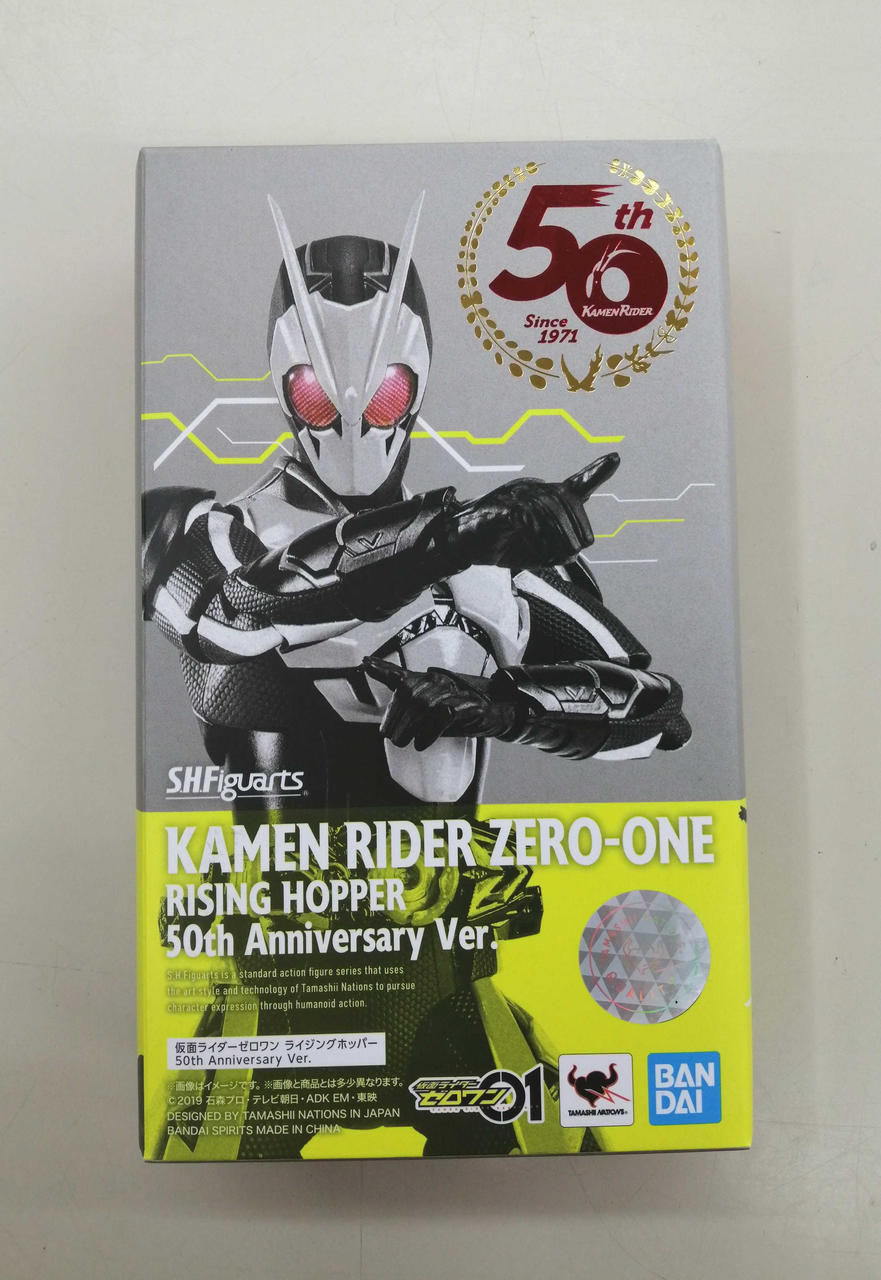 50th
KAMEN RIDER
Since
1971
S.H.Figuarts
KAMEN RIDER ZERO-ONE
RISING HOPPER
50th Anniversary Ver.
S.H.Figuarts is a standard action figure series that uses
the art style and technology of Tamashii Nations to pursue
character expression through humanoid action.
仮面ライダーゼロワン ライジングホッパー
50th Anniversary Ver.
※画像はイメージです。※画像と商品とは多少異なります。
©2019 石森プロ・テレビ朝日・ADK EM・東映
DESIGNED BY TAMASHII NATIONS IN JAPAN
BANDAI SPIRITS MADE IN CHINA
仮面ライダー
ゼロワン
01
TAMASHII NATIONS
BAN
DAI